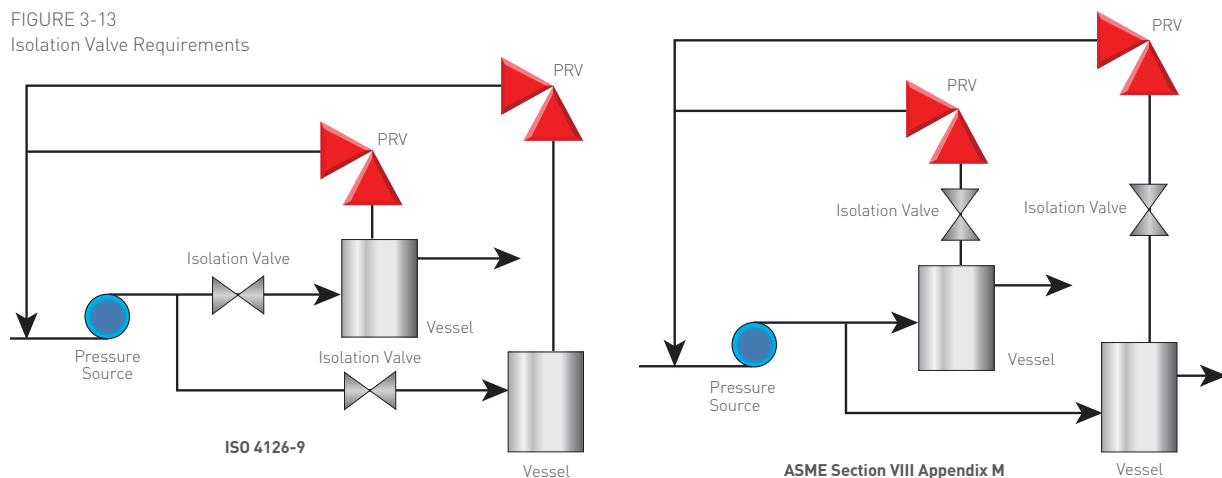 FIGURE 3-13
Isolation Valve Requirements
PRV
PRV
Isolation Valve
Vessel
Pressure
Source
Isolation Valve
Vessel
ISO 4126-9
PRV
PRV
Isolation Valve
Isolation Valve
Vessel
Pressure
Source
Vessel
ASME Section VIII Appendix M